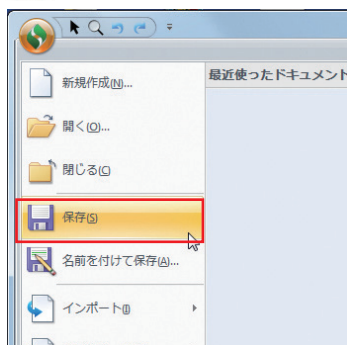 最近使ったドキュメント
新規作成(N)...
開く(O)...
閉じる(C)
保存(S)
名前を付けて保存(A)...
インポート(I)